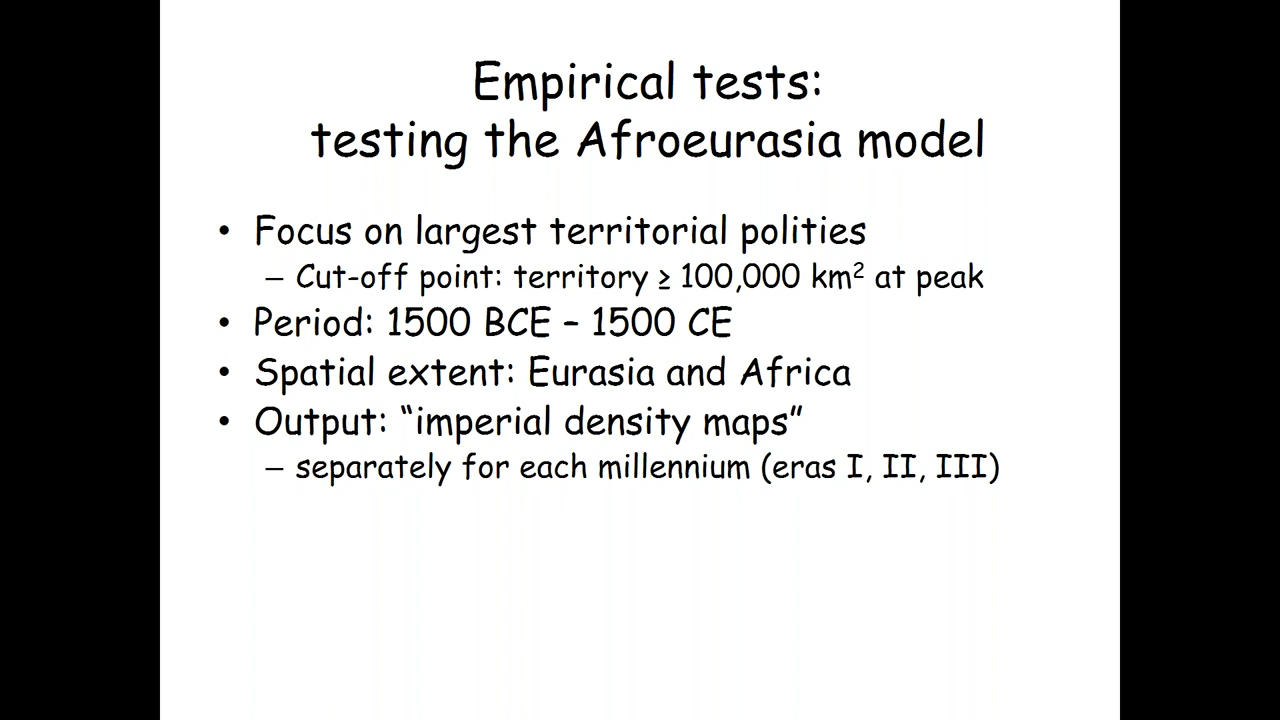 Empirical tests:
testing the Afroeurasia model
• Focus on largest territorial polities
– Cut-off point: territory ≥ 100,000 km² at peak
• Period: 1500 BCE – 1500 CE
• Spatial extent: Eurasia and Africa
• Output: “imperial density maps”
– separately for each millennium (eras I, II, III)